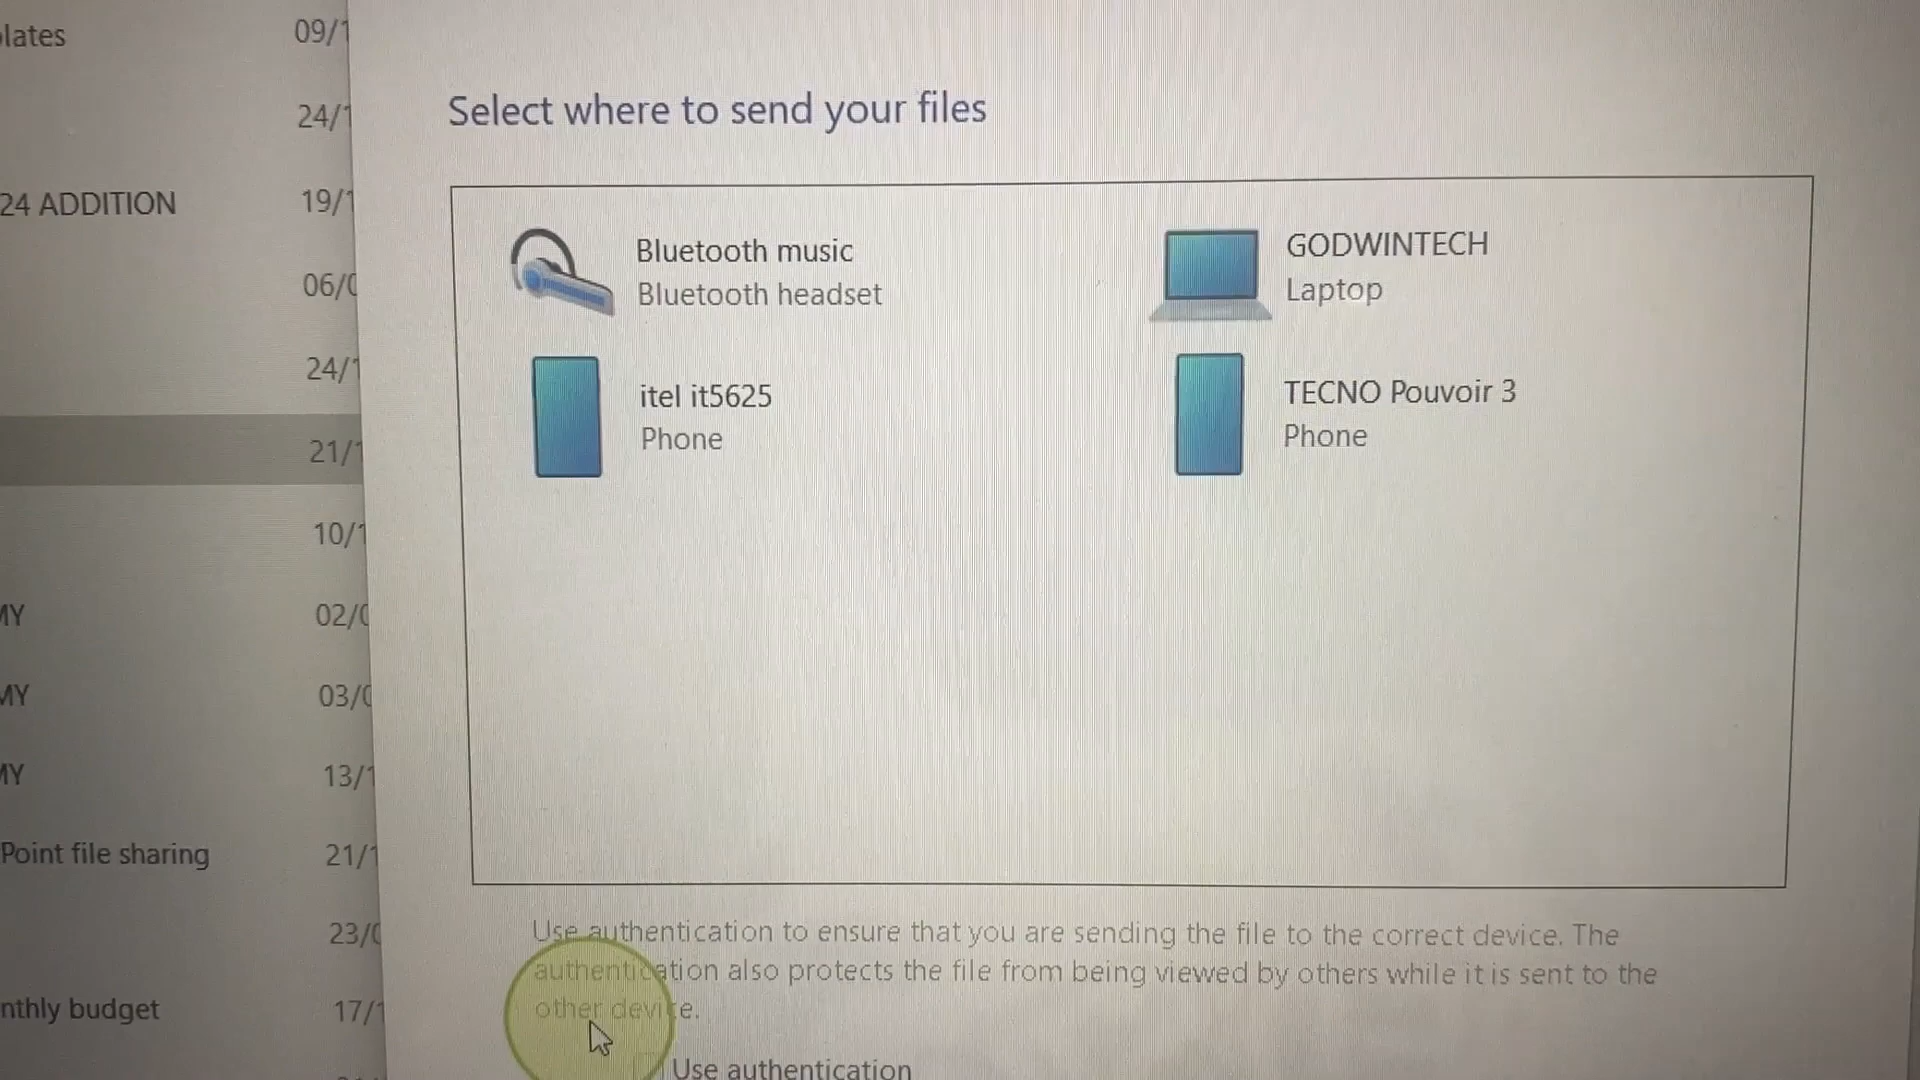 lates
09/1
24/1
24 ADDITION
19/1
06/0
24/1
21/1
10/1
MY
02/0
MY
03/0
MY
13/1
Point file sharing
21/1
23/0
nthly budget
17/1
Select where to send your files
Bluetooth music
Bluetooth headset
GODWINTECH
Laptop
itel it5625
Phone
TECNO Pouvoir 3
Phone
Use authentication to ensure that you are sending the file to the correct device. The
authentication also protects the file from being viewed by others while it is sent to the
other device.
Use authentication